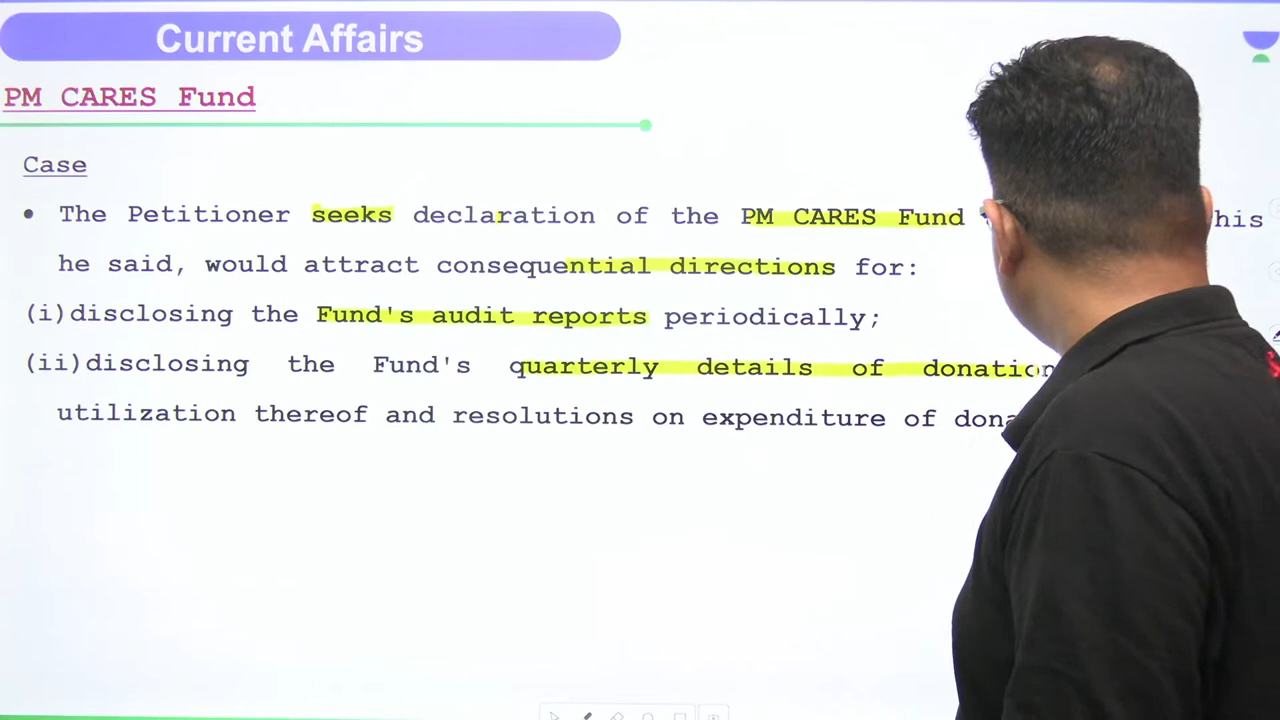 Current Affairs
PM CARES Fund
Case
• The Petitioner seeks declaration of the PM CARES Fund
he said, would attract consequential directions for:
(i)disclosing the Fund's audit reports periodically;
(ii)disclosing the Fund's quarterly details of
utilization thereof and resolutions on expenditure of